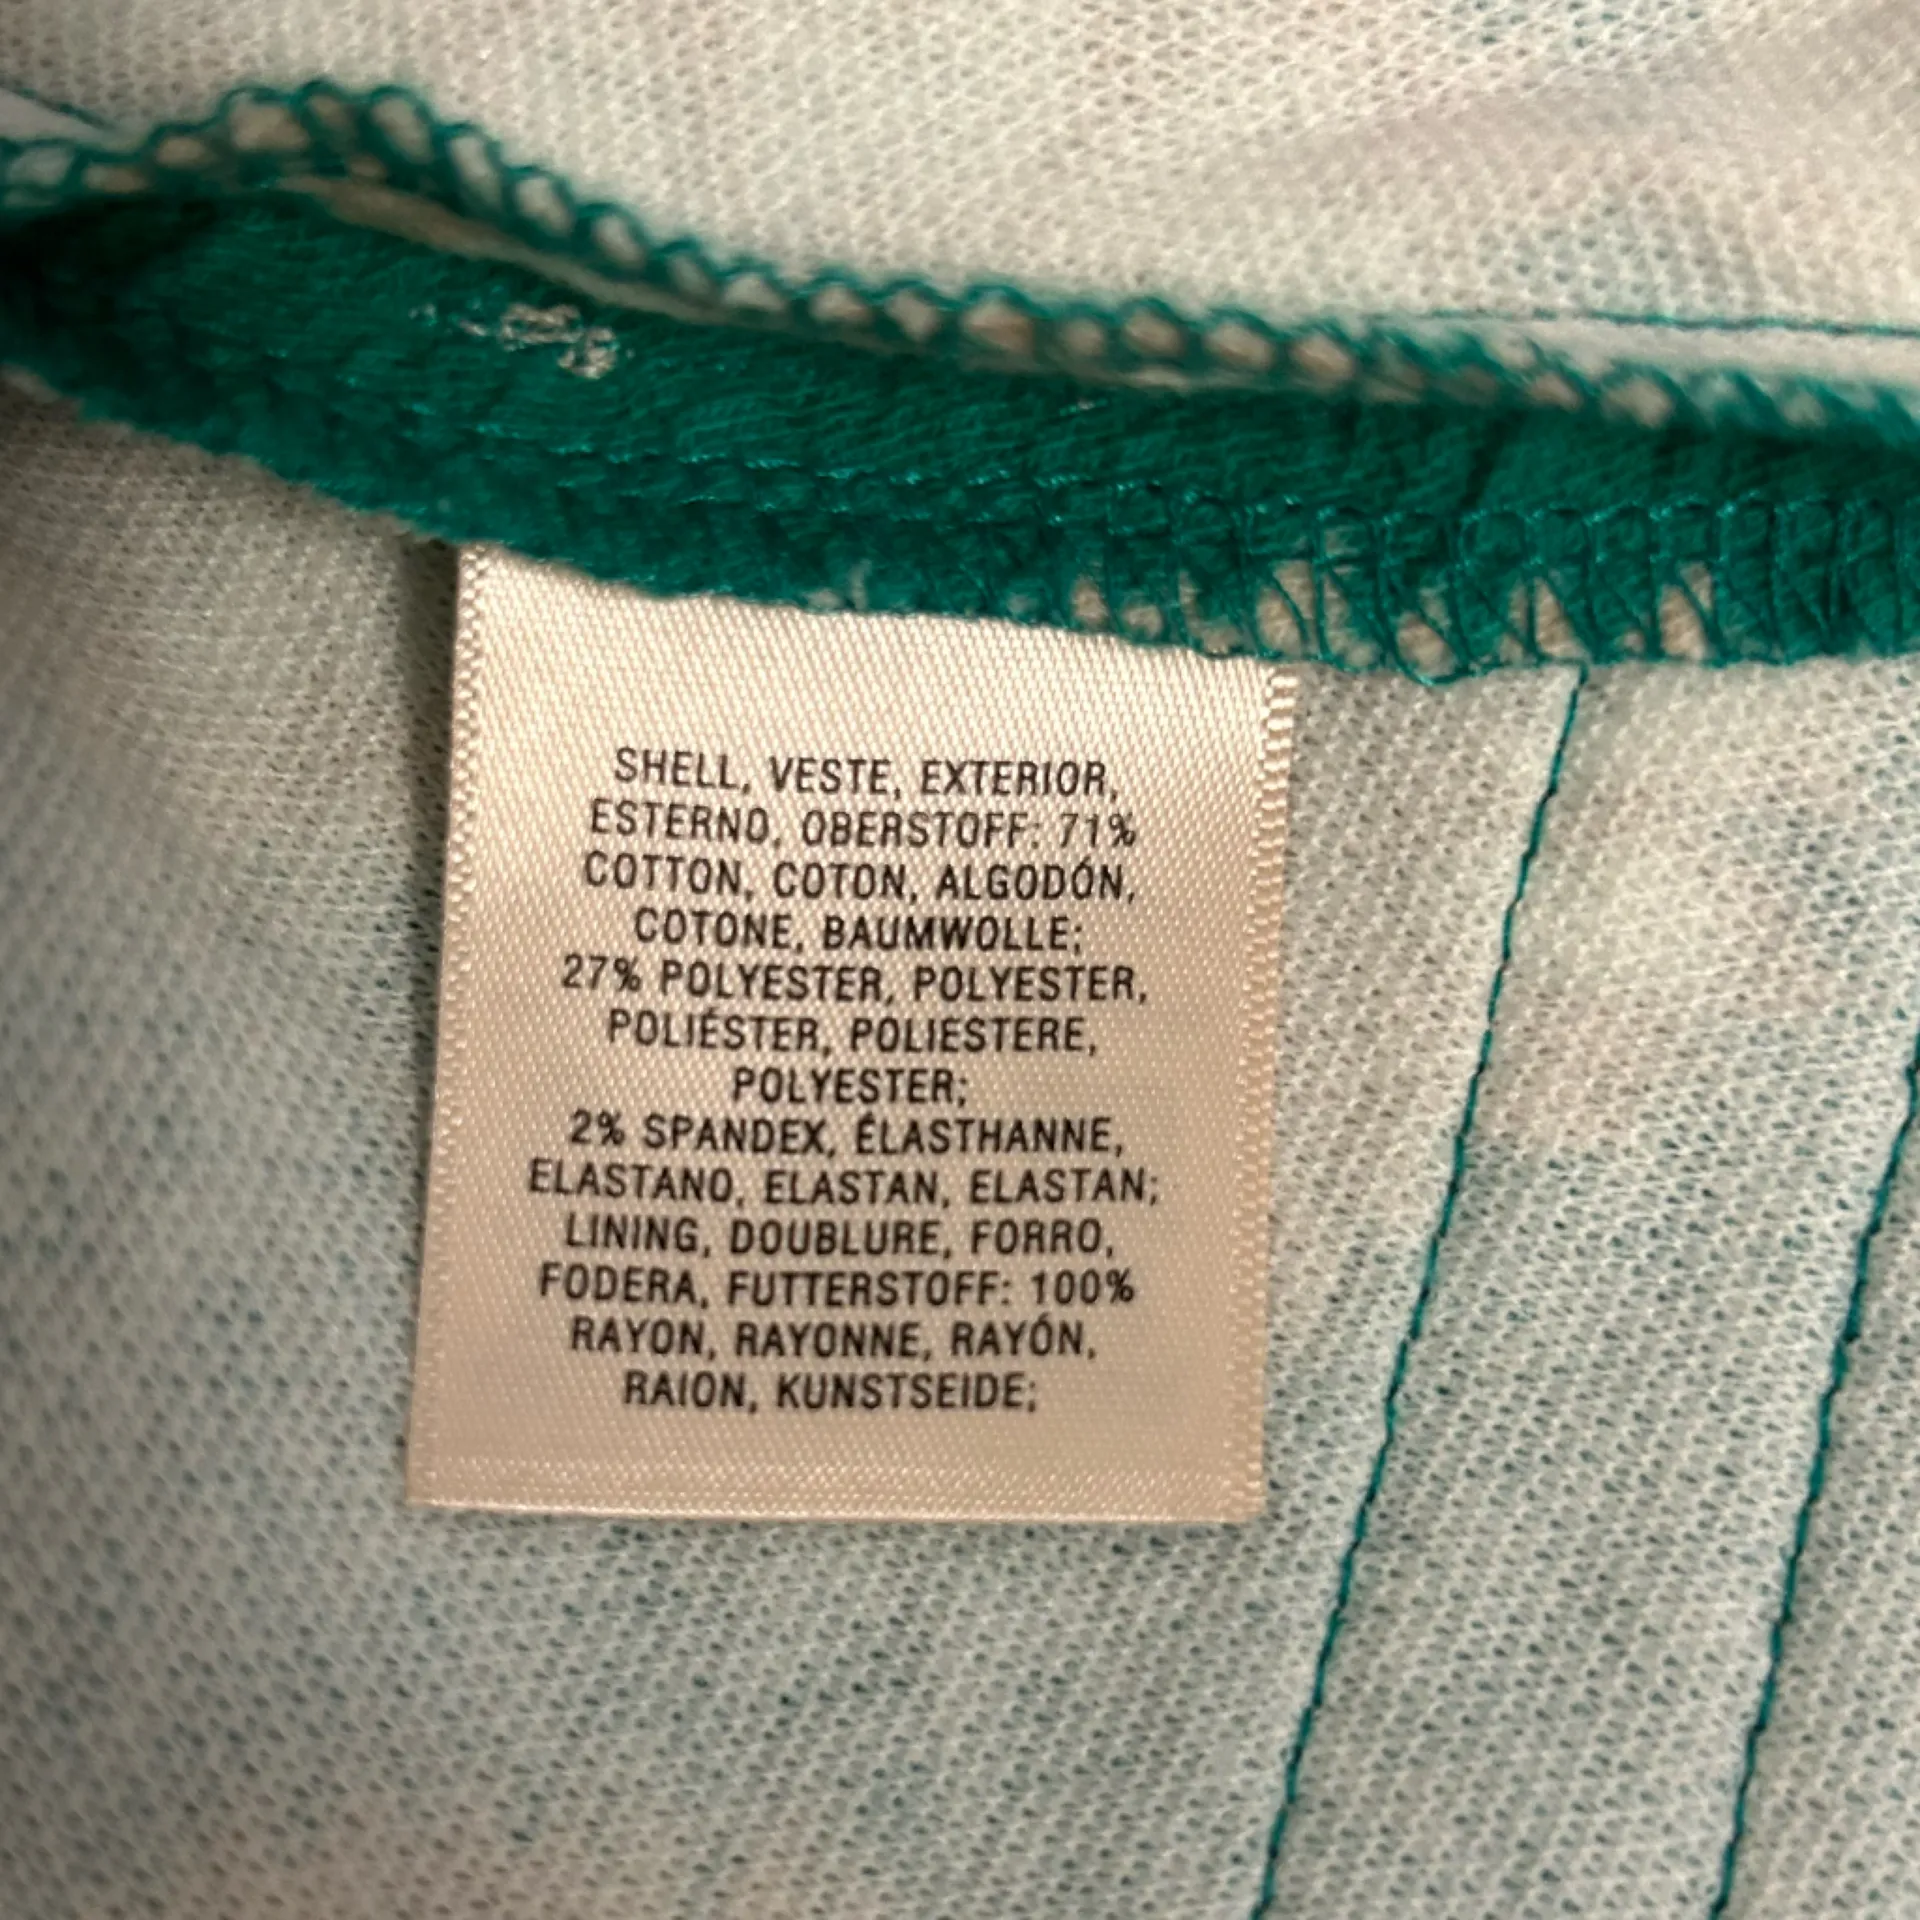 SHELL, VESTE, EXTERIOR,
ESTERNO, OBERSTOFF: 71%
COTTON, COTON, ALGODÓN,
COTONE, BAUMWOLLE;
27% POLYESTER, POLYESTER,
POLIÉSTER, POLIESTERE,
POLYESTER;
2% SPANDEX, ÉLASTHANNE,
ELASTANO, ELASTAN, ELASTAN;
LINING, DOUBLURE, FORRO,
FODERA, FUTTERSTOFF: 100%
RAYON, RAYONNE, RAYÓN,
RAION, KUNSTSEIDE;